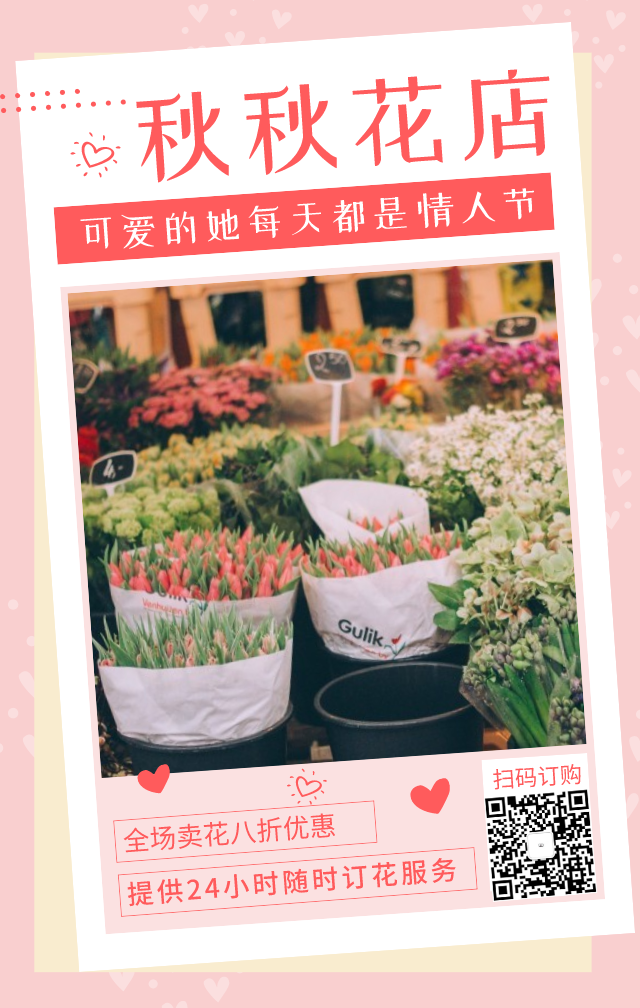 秋秋花店
可爱的她每天都是情人节
Gulik
扫码订购
全场卖花八折优惠
提供24小时随时订花服务